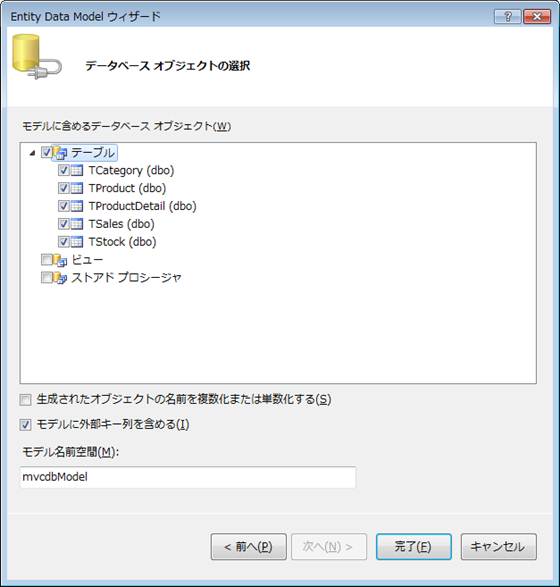 Entity Data Model ウィザード
データベース オブジェクトの選択
モデルに含めるデータベース オブジェクト(W)
テーブル
TCategory (dbo)
TProduct (dbo)
TProductDetail (dbo)
TSales (dbo)
TStock (dbo)
ビュー
ストアド プロシージャ
生成されたオブジェクトの名前を複数化または単数化する(S)
モデルに外部キー列を含める(I)
モデル名前空間(M):
mvcdbModel
< 前へ(P) 次へ(N) > 完了(F) キャンセル